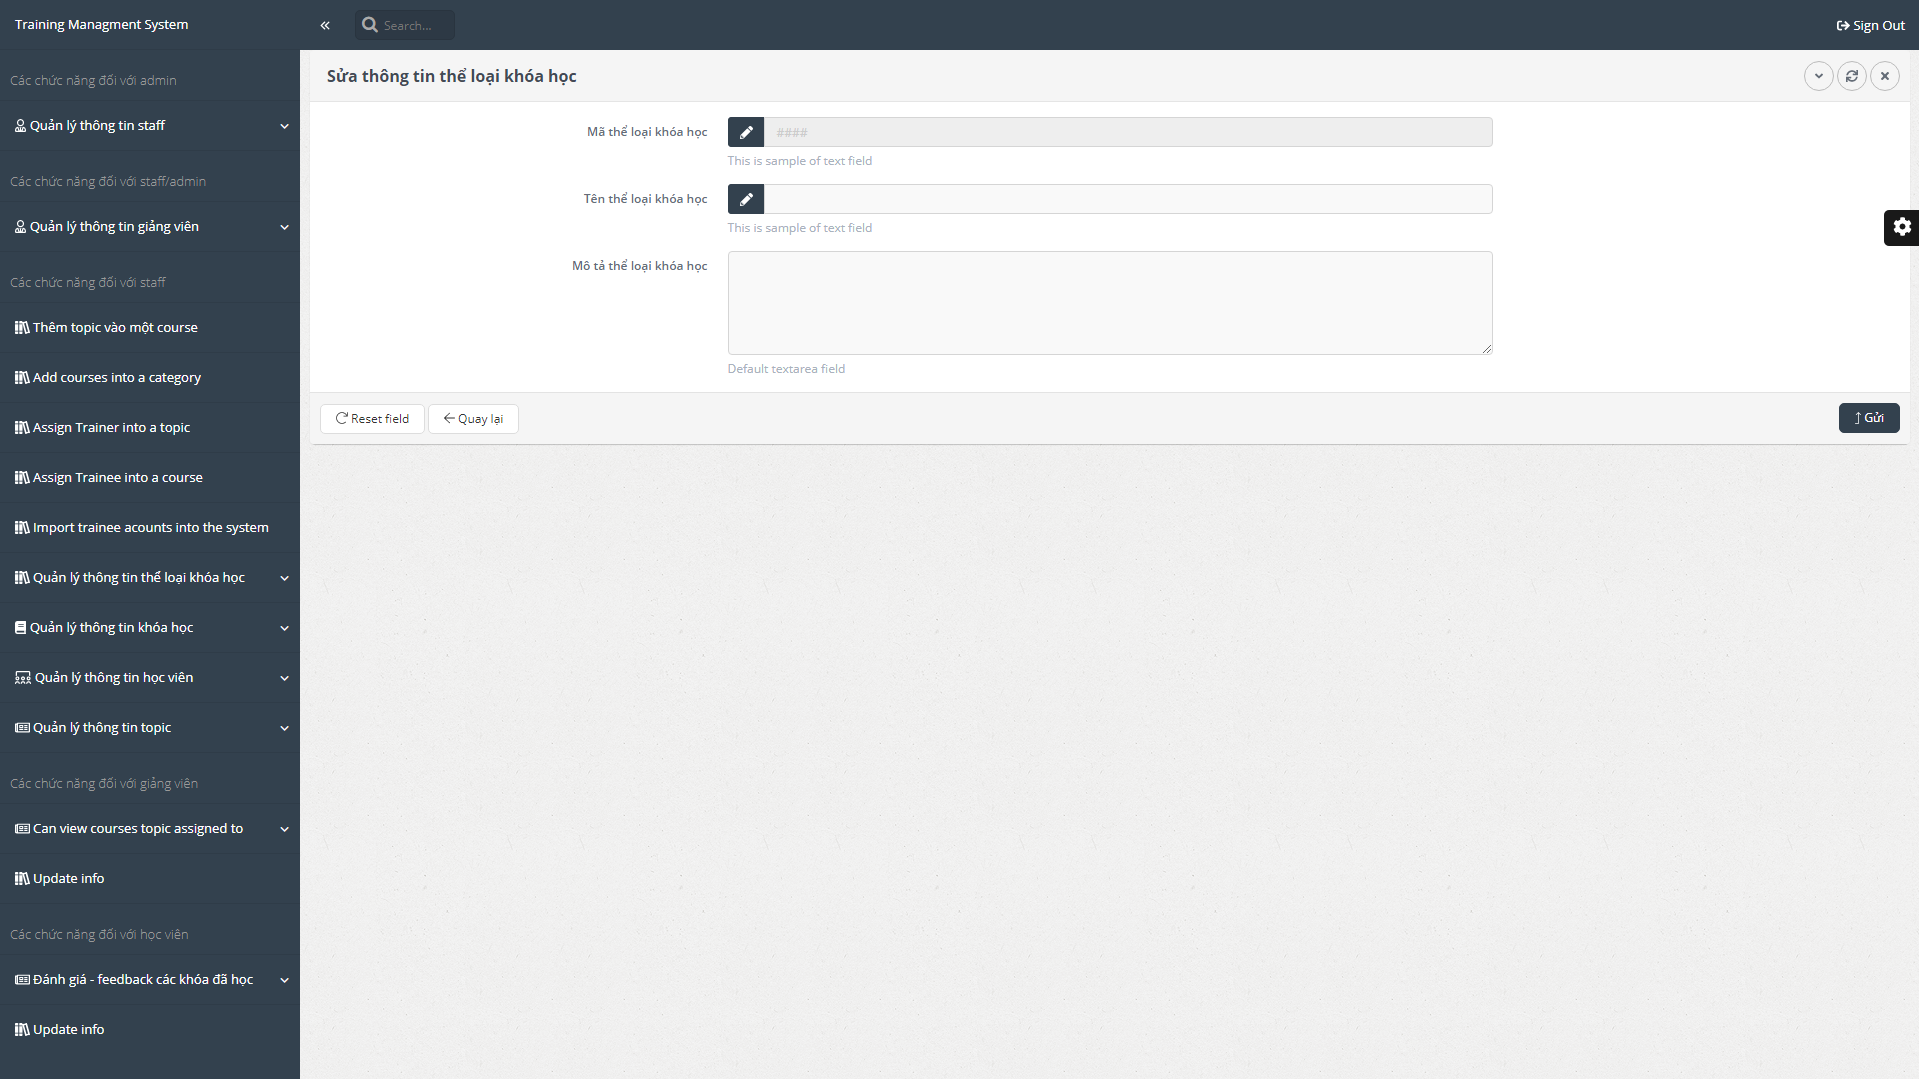 Training Managment System
Search...
Sign Out
Các chức năng đối với admin
Quản lý thông tin staff
Các chức năng đối với staff/admin
Quản lý thông tin giảng viên
Các chức năng đối với staff
Thêm topic vào một course
Add courses into a category
Assign Trainer into a topic
Assign Trainee into a course
Import trainee acounts into the system
Quản lý thông tin thể loại khóa học
Quản lý thông tin khóa học
Quản lý thông tin học viên
Quản lý thông tin topic
Các chức năng đối với giảng viên
Can view courses topic assigned to
Update info
Các chức năng đối với học viên
Đánh giá - feedback các khóa đã học
Update info
Sửa thông tin thể loại khóa học
Mã thể loại khóa học
####
This is sample of text field
Tên thể loại khóa học
This is sample of text field
Mô tả thể loại khóa học
Default textarea field
Reset field
Quay lại
Gửi